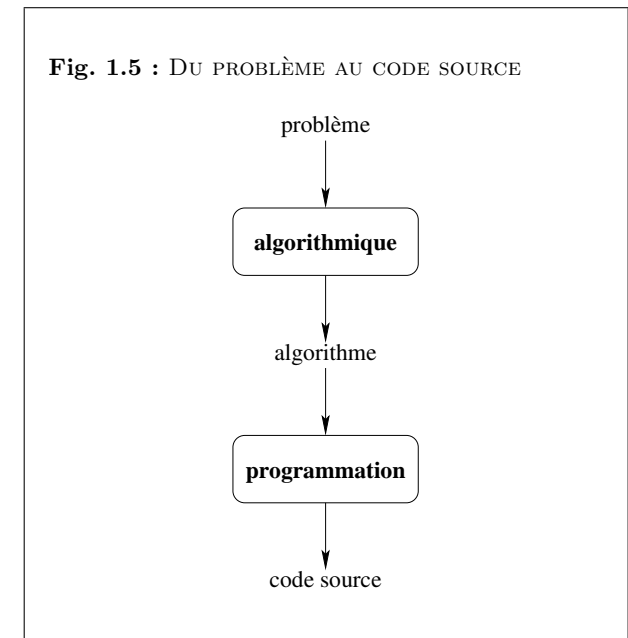 Fig. 1.5 : Du problème au code source
problème
algorithmique
algorithme
programmation
code source